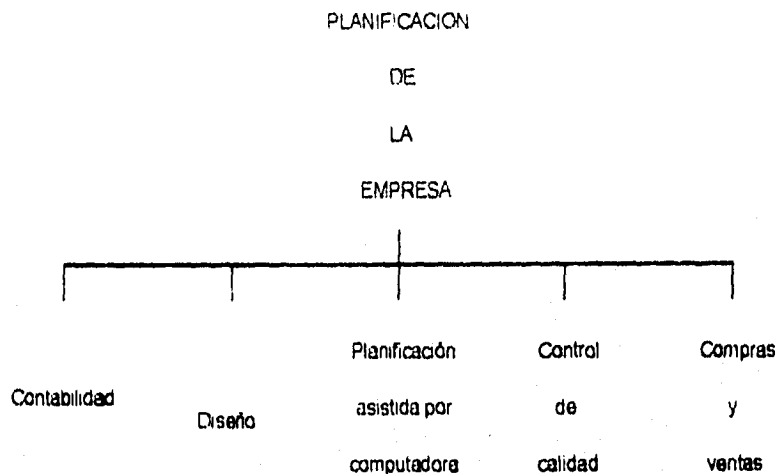 PLANIFICACION
DE
LA
EMPRESA
Contabilidad
Diseño
Planificación
asistida por
computadora
Control
de
calidad
Compras
y
ventas